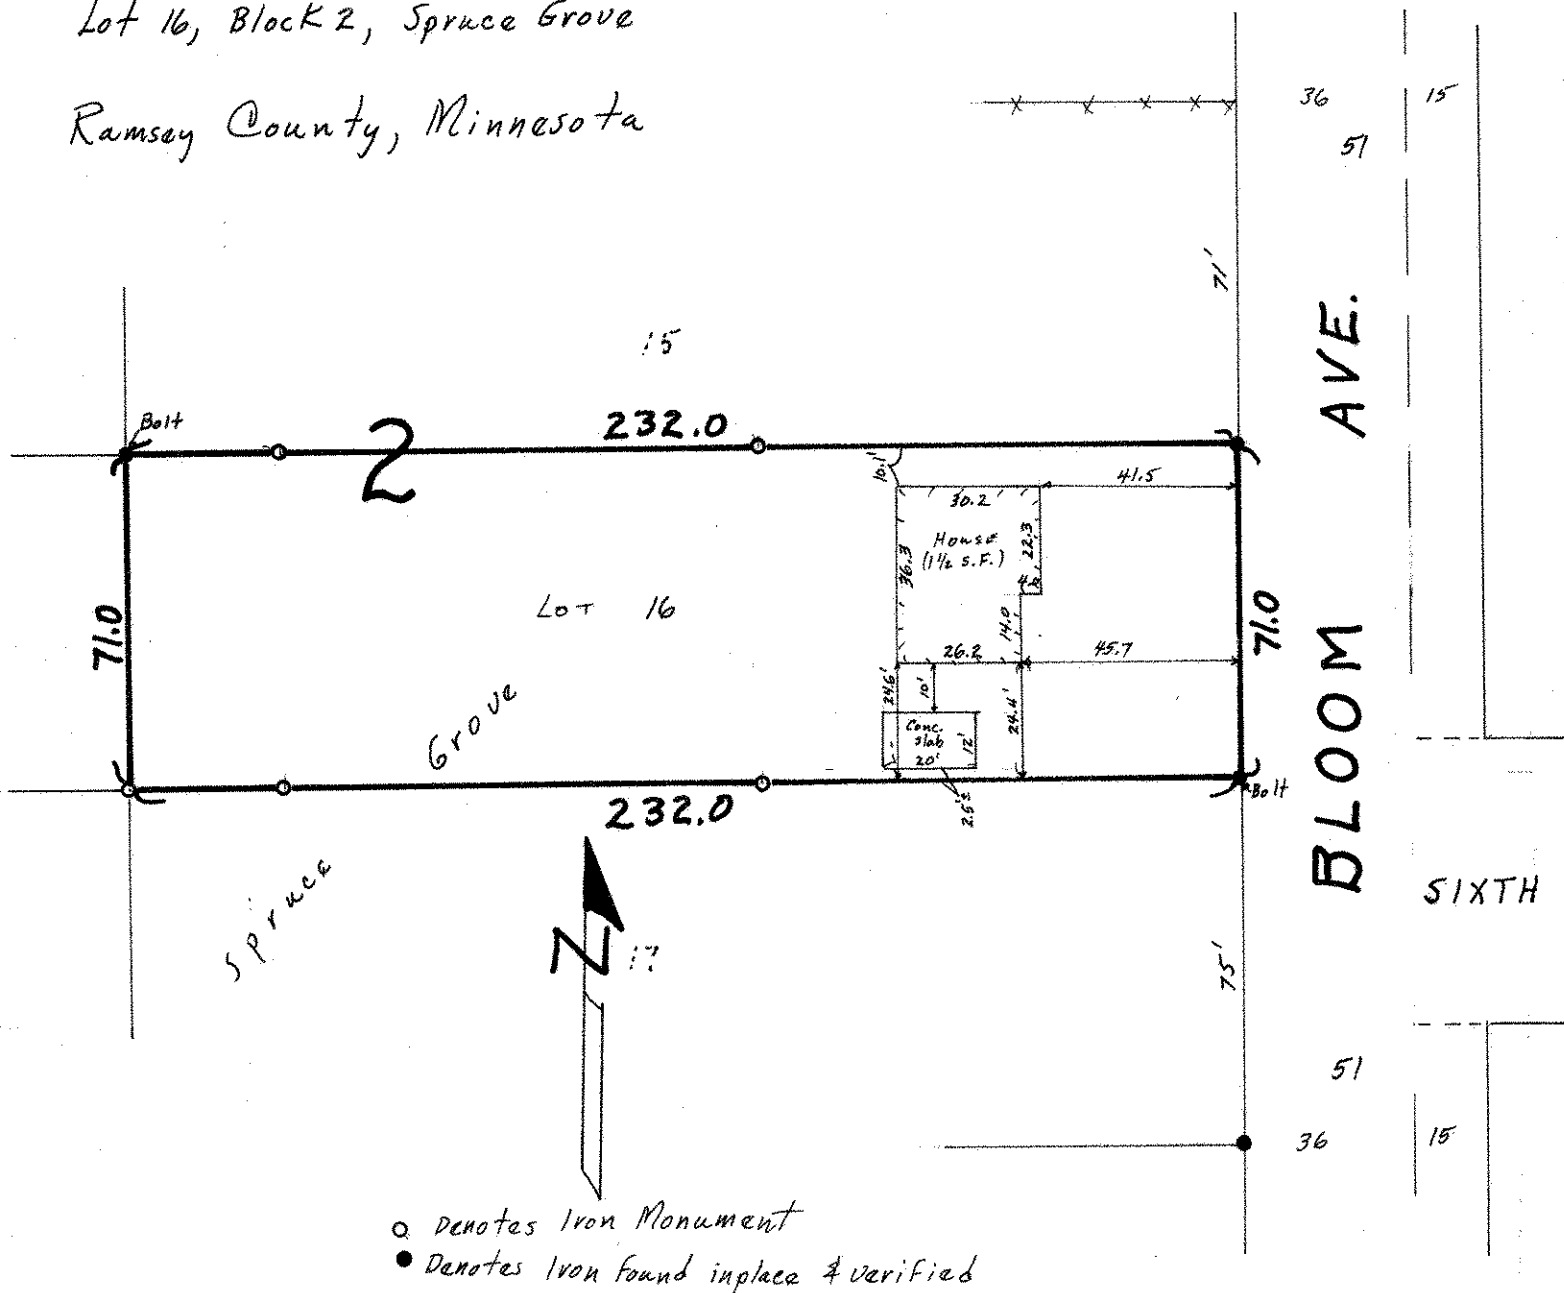 Lot 16, Block 2, Spruce Grove
Ramsey County, Minnesota
36
15
51
71'
15
AVE.
Bolt
2
232.0
10.1'
41.5
30.2
House
(1½ S.F.)
22.3
36.3
Lot 16
71.0
14.0
71.0
26.2
45.7
BLOOM
Grove
24.6'
10'
24.4'
Conc.
Slab
20'
12'
232.0
2.5'±
Bolt
Spruce
SIXTH
N
17
75'
51
36
15
Denotes Iron Monument
Denotes Iron found inplace & verified